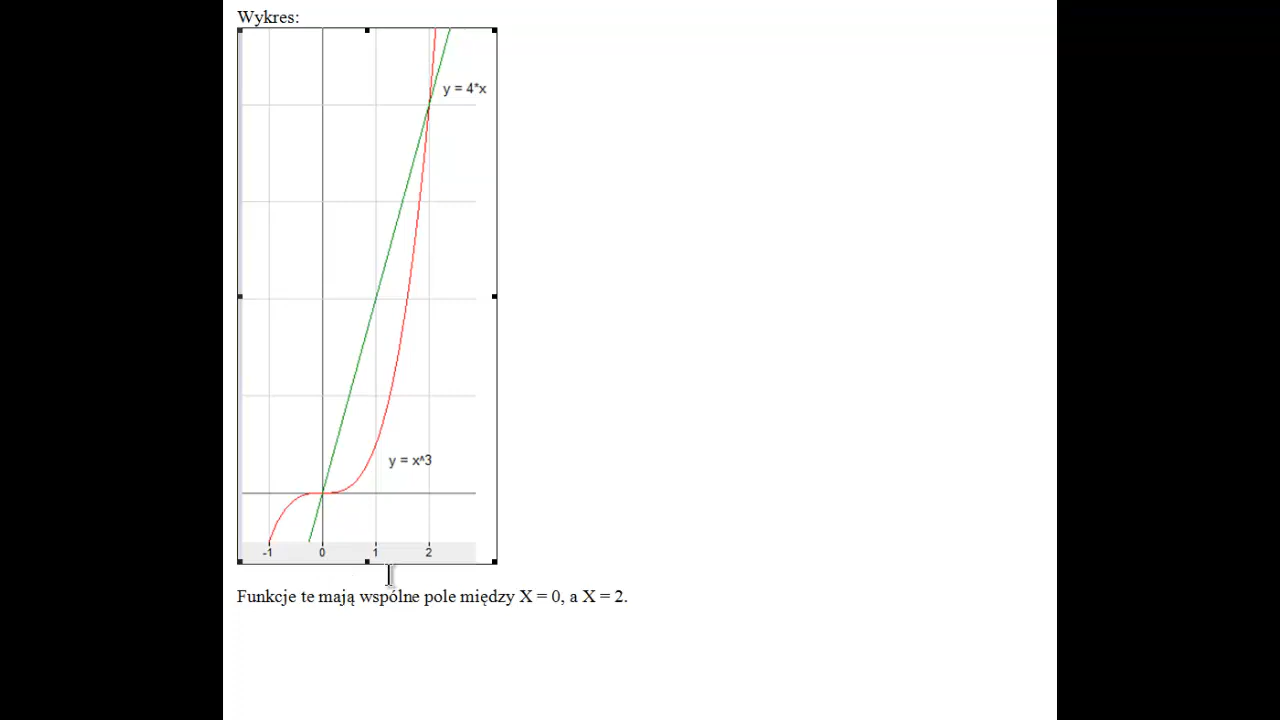 Wykres:
y = 4*x
y = x^3
-1 0 1 2
Funkcje te mają wspólne pole między X = 0, a X = 2.